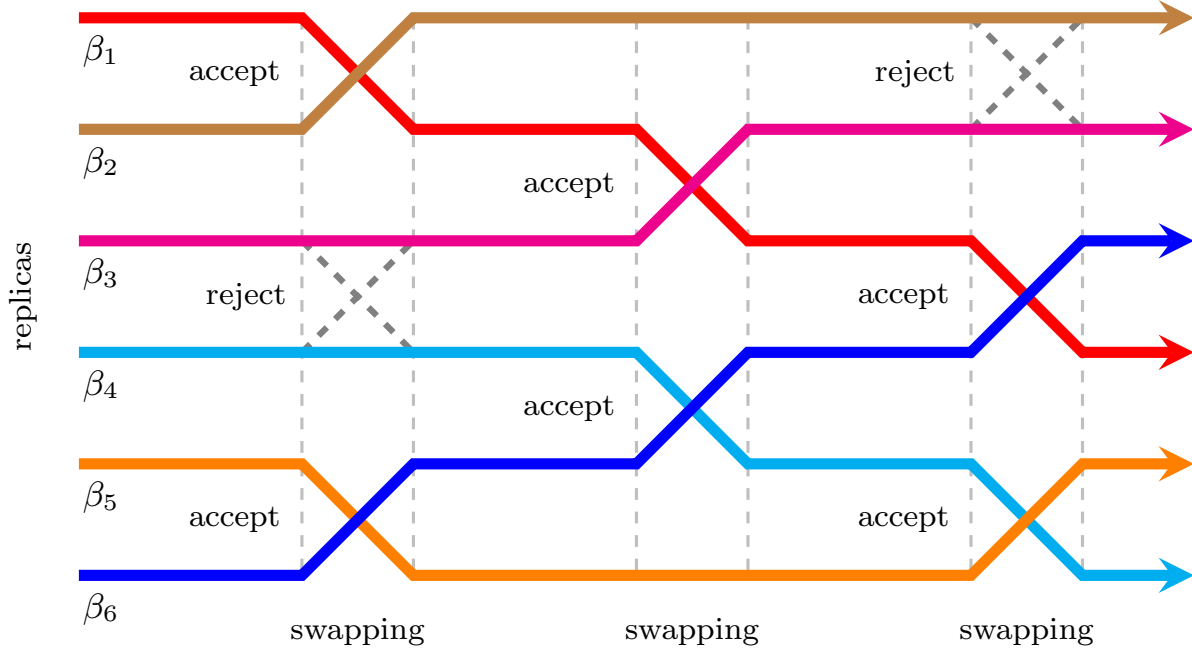 β₁
accept
reject
β₂
accept
β₃
reject
accept
replicas
β₄
accept
β₅
accept
accept
β₆
swapping
swapping
swapping